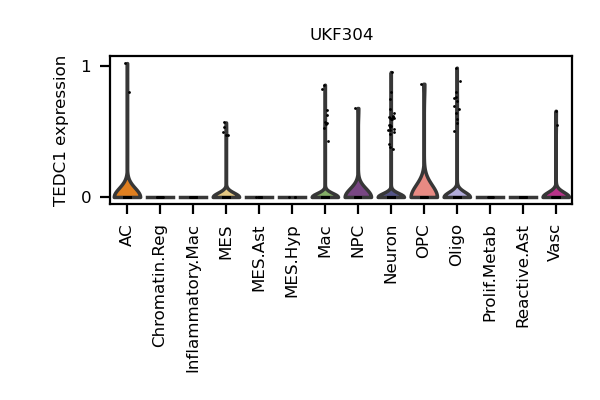 UKF304
TEDC1 expression
1
0
AC
Chromatin.Reg
Inflammatory.Mac
MES
MES.Ast
MES.Hyp
Mac
NPC
Neuron
OPC
Oligo
Prolif.Metab
Reactive.Ast
Vasc